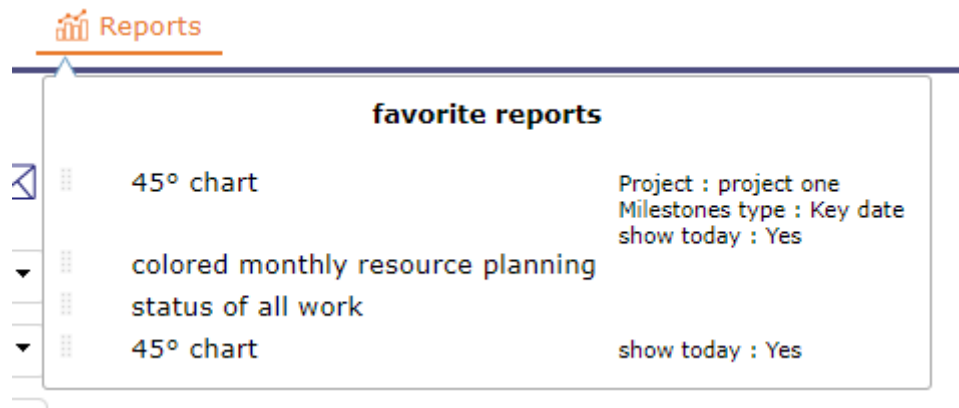 Reports
favorite reports
45° chart
Project : project one
Milestones type : Key date
show today : Yes
colored monthly resource planning
status of all work
45° chart
show today : Yes